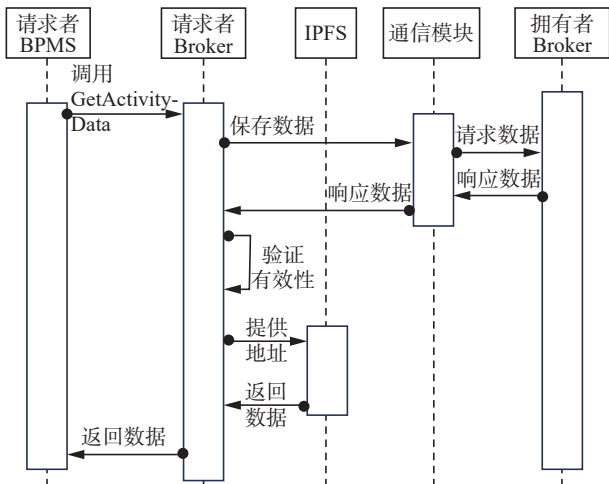 请求者
BPMS
请求者
Broker
IPFS
通信模块
拥有者
Broker
调用
GetActivity-
Data
保存数据
请求数据
响应数据
响应数据
验证
有效性
提供
地址
返回
数据
返回数据